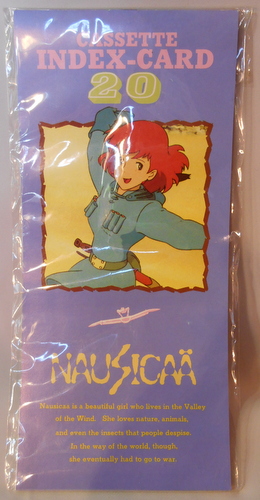 CASSETTE
INDEX-CARD
20
NAUSICAÄ
Nausicaa is a beautiful girl who lives in the Valley
of the Wind. She loves nature, animals,
and even the insects that people despise.
In the way of the world, though,
she eventually had to go to war.